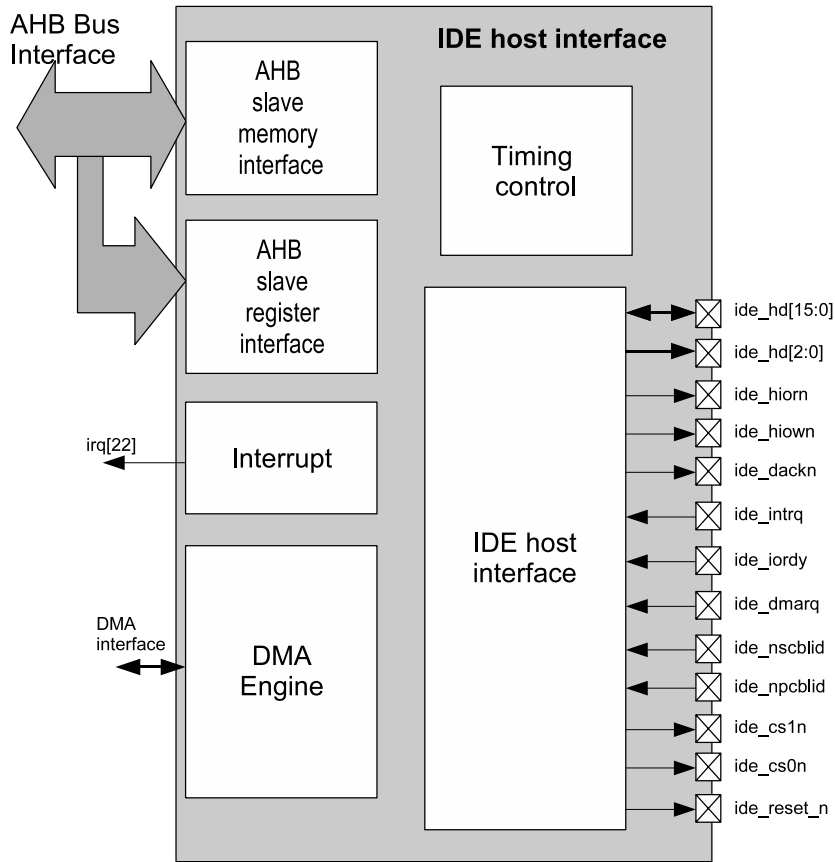 AHB Bus
Interface
IDE host interface
AHB
slave
memory
interface
Timing
control
AHB
slave
register
interface
irq[22]
Interrupt
DMA
interface
DMA
Engine
IDE host
interface
ide_hd[15:0]
ide_hd[2:0]
ide_hiorn
ide_hiown
ide_dackn
ide_intrq
ide_iordy
ide_dmarq
ide_nscblid
ide_npcblid
ide_cs1n
ide_cs0n
ide_reset_n